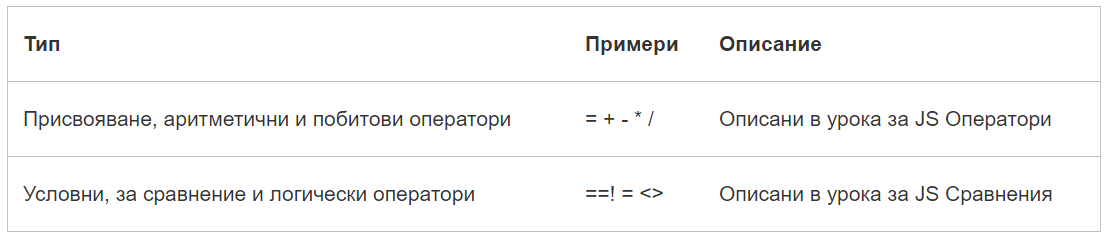 Тип Примери Описание
Присвояване, аритметични и побитови оператори = + - * / Описани в урока за JS Оператори
Условни, за сравнение и логически оператори ==! = <> Описани в урока за JS Сравнения